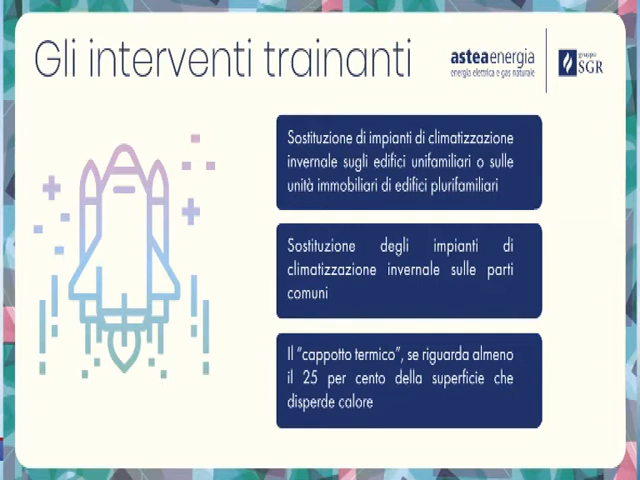 Gli interventi trainanti
asteaenergia
energia elettrica e gas naturale
gruppo
SGR
Sostituzione di impianti di climatizzazione
invernale sugli edifici unifamiliari o sulle
unità immobiliari di edifici plurifamiliari
Sostituzione degli impianti di
climatizzazione invernale sulle parti
comuni
Il “cappotto termico”, se riguarda almeno
il 25 per cento della superficie che
disperde calore